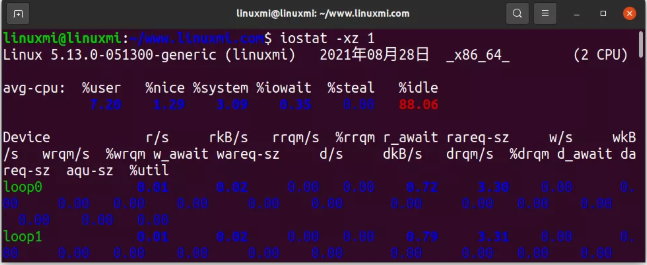 linuxmi@linuxmi: ~/www.linuxmi.com
linuxmi@linuxmi:~/www.linuxmi.com$ iostat -xz 1
Linux 5.13.0-051300-generic (linuxmi) 2021年08月28日 _x86_64_ (2 CPU)
avg-cpu: %user %nice %system %iowait %steal %idle
7.20 1.29 3.09 0.35 0.00 88.06
Device r/s rkB/s rrqm/s %rrqm r_await rareq-sz w/s wkB
/s wrqm/s %wrqm w_await wareq-sz d/s dkB/s drqm/s %drqm d_await da
req-sz aqu-sz %util
loop0 0.01 0.02 0.00 0.00 0.72 3.30 0.00 0.
00 0.00 0.00 0.00 0.00 0.00 0.00 0.00 0.00 0.00
0.00 0.00 0.00
loop1 0.01 0.02 0.00 0.00 0.79 3.31 0.00 0.
00 0.00 0.00 0.00 0.00 0.00 0.00 0.00 0.00 0.00